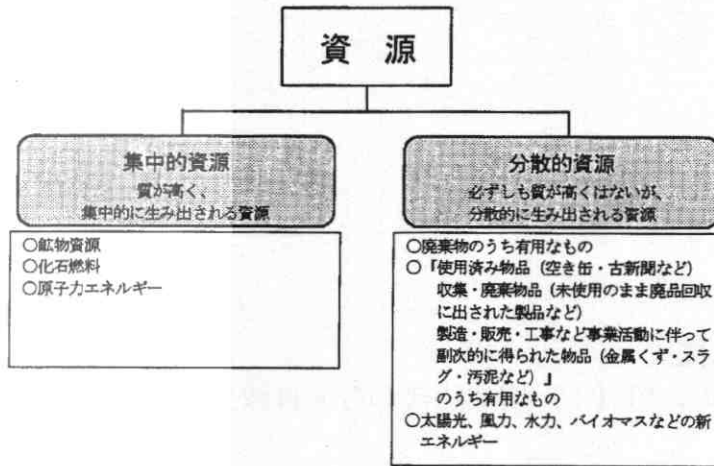 資 源
集中的資源
質が高く、
集中的に生み出される資源
○鉱物資源
○化石燃料
○原子力エネルギー
分散的資源
必ずしも質が高くはないが、
分散的に生み出される資源
○廃棄物のうち有用なもの
○『使用済み物品（空き缶・古新聞など）
収集・廃棄物品（未使用のまま廃品回収
に出された製品など）
製造・販売・工事など事業活動に伴って
副次的に得られた物品（金属くず・スラ
グ・汚泥など）』
のうち有用なもの
○太陽光、風力、水力、バイオマスなどの新
エネルギー